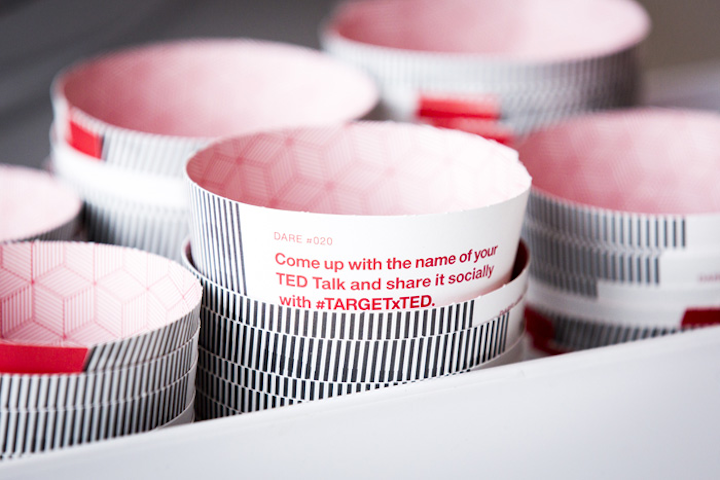 DARE #020
Come up with the name of your
TED Talk and share it socially
with #TARGETxTED.